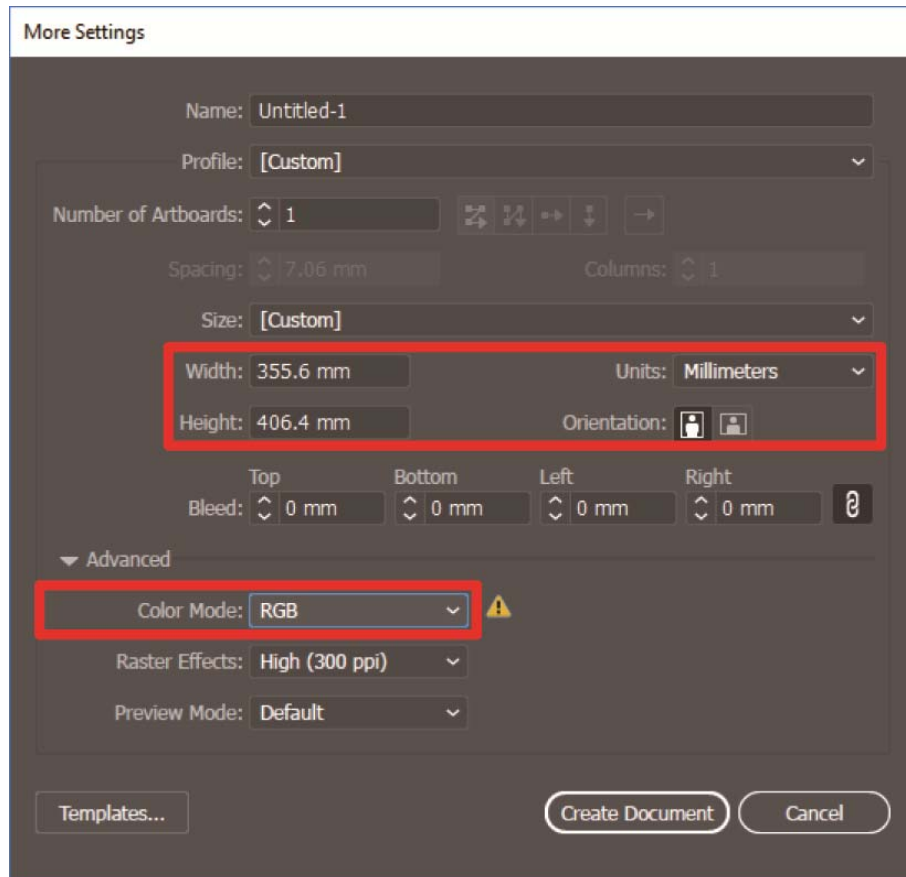 More Settings
Name: Untitled-1
Profile: [Custom]
Number of Artboards: 1
Spacing: 7.06 mm Columns: 1
Size: [Custom]
Width: 355.6 mm Units: Millimeters
Height: 406.4 mm Orientation:
Top Bottom Left Right
Bleed: 0 mm 0 mm 0 mm 0 mm
Advanced
Color Mode: RGB
Raster Effects: High (300 ppi)
Preview Mode: Default
Templates... Create Document Cancel